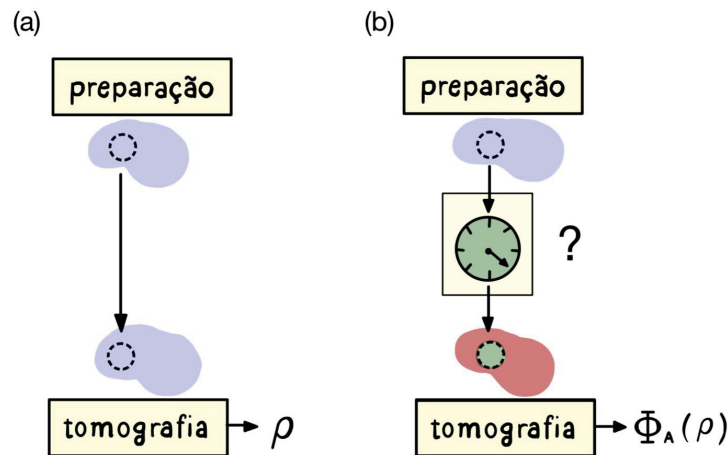 (a)
preparação
tomografia
ρ
(b)
preparação
?
tomografia
Φ_A(ρ)